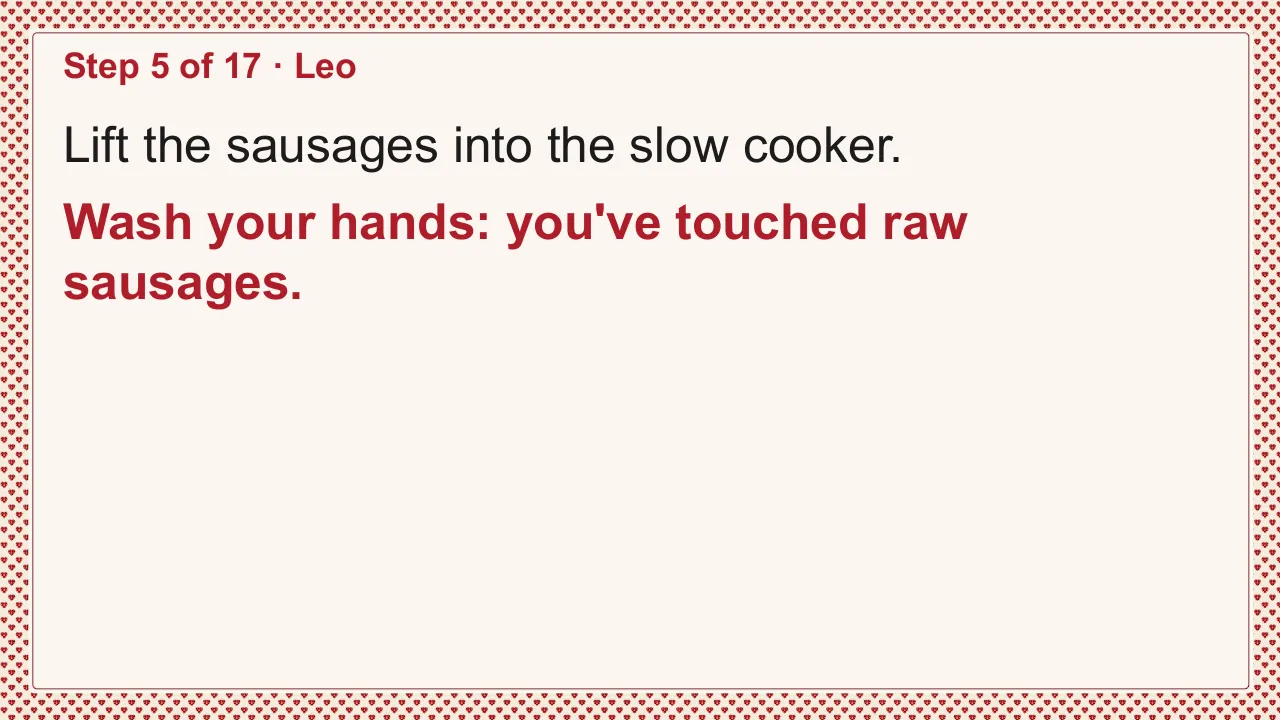 Step 5 of 17 · Leo
Lift the sausages into the slow cooker.
Wash your hands: you've touched raw
sausages.